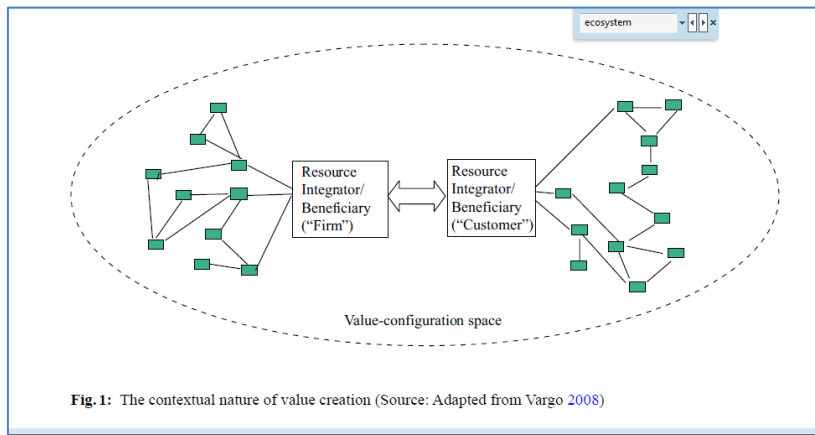 ecosystem
Resource
Integrator/
Beneficiary
(“Firm”)
Resource
Integrator/
Beneficiary
(“Customer”)
Value-configuration space
Fig. 1: The contextual nature of value creation (Source: Adapted from Vargo 2008)